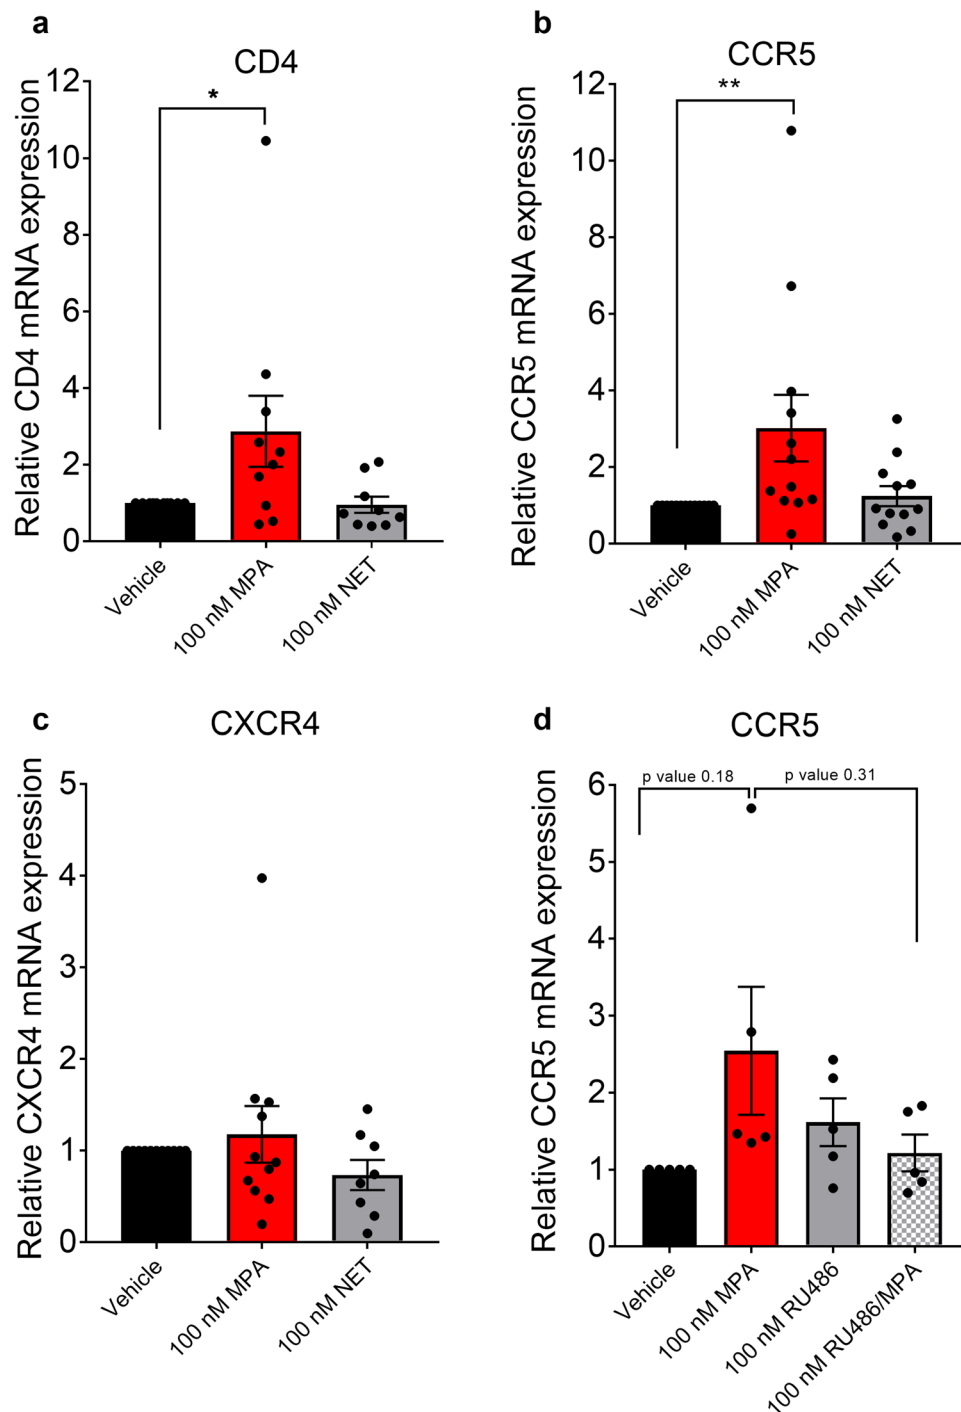 a
CD4
Relative CD4 mRNA expression
12
10
8
6
4
2
0
*
Vehicle
100 nM MPA
100 nM NET
b
CCR5
Relative CCR5 mRNA expression
12
10
8
6
4
2
0
**
Vehicle
100 nM MPA
100 nM NET
c
CXCR4
Relative CXCR4 mRNA expression
5
4
3
2
1
0
Vehicle
100 nM MPA
100 nM NET
d
CCR5
Relative CCR5 mRNA expression
6
5
4
3
2
1
0
p value 0.18
p value 0.31
Vehicle
100 nM MPA
100 nM RU486
100 nM RU486/MPA